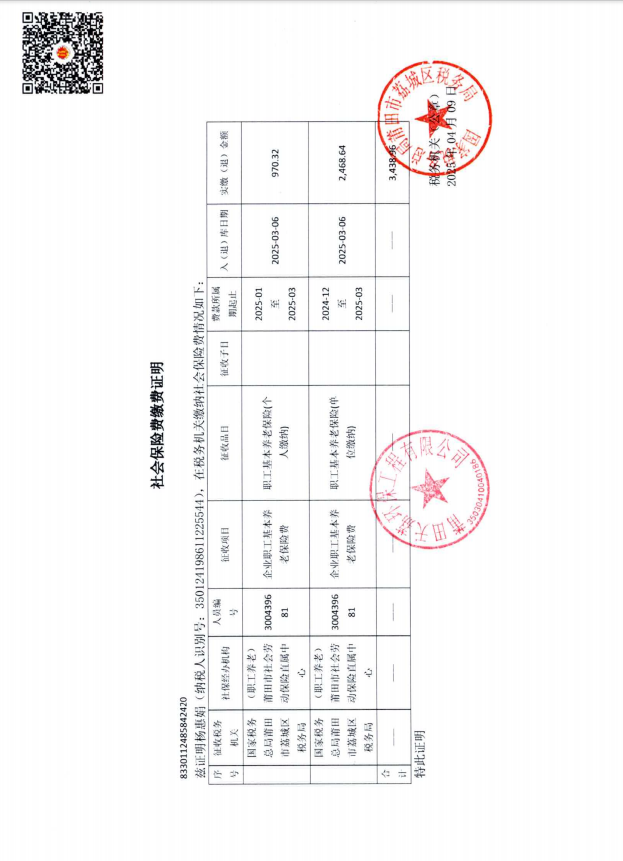 社会保险费缴费证明
8330112485842420
兹证明杨惠娟（纳税人识别号：350124198611225544），在税务机关缴纳社会保险费情况如下：
序号 征收税务机关 社保经办机构 人员编号 征收项目 征收品目 征收子目 费款所属期起止 入（退）库日期 实缴（退）金额
国家税务总局莆田市荔城区税务局 （职工养老）莆田市社会劳动保险直属中心 300439681 企业职工基本养老保险费 职工基本养老保险(个人缴纳) 2025-01至2025-03 2025-03-06 970.32
国家税务总局莆田市荔城区税务局 （职工养老）莆田市社会劳动保险直属中心 300439681 企业职工基本养老保险费 职工基本养老保险(单位缴纳) 2024-12至2025-03 2025-03-06 2,468.64
合计 —— —— —— —— —— —— 3,438.96
特此证明
税务机关（公章）
2025年04月09日
莆田市荔城区税务局
莆田天荔环保工程有限公司